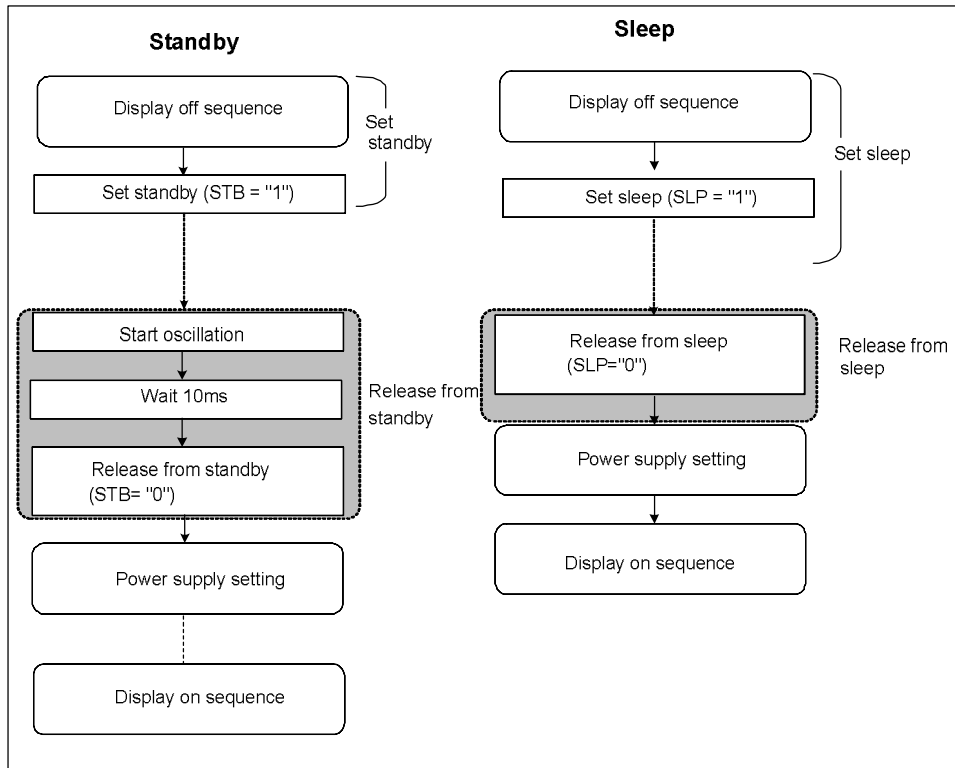 Standby
Display off sequence
Set
standby
Set standby (STB = "1")
Start oscillation
Wait 10ms
Release from standby
(STB= "0")
Release from
standby
Power supply setting
Display on sequence
Sleep
Display off sequence
Set sleep
Set sleep (SLP = "1")
Release from sleep
(SLP="0")
Release from
sleep
Power supply setting
Display on sequence